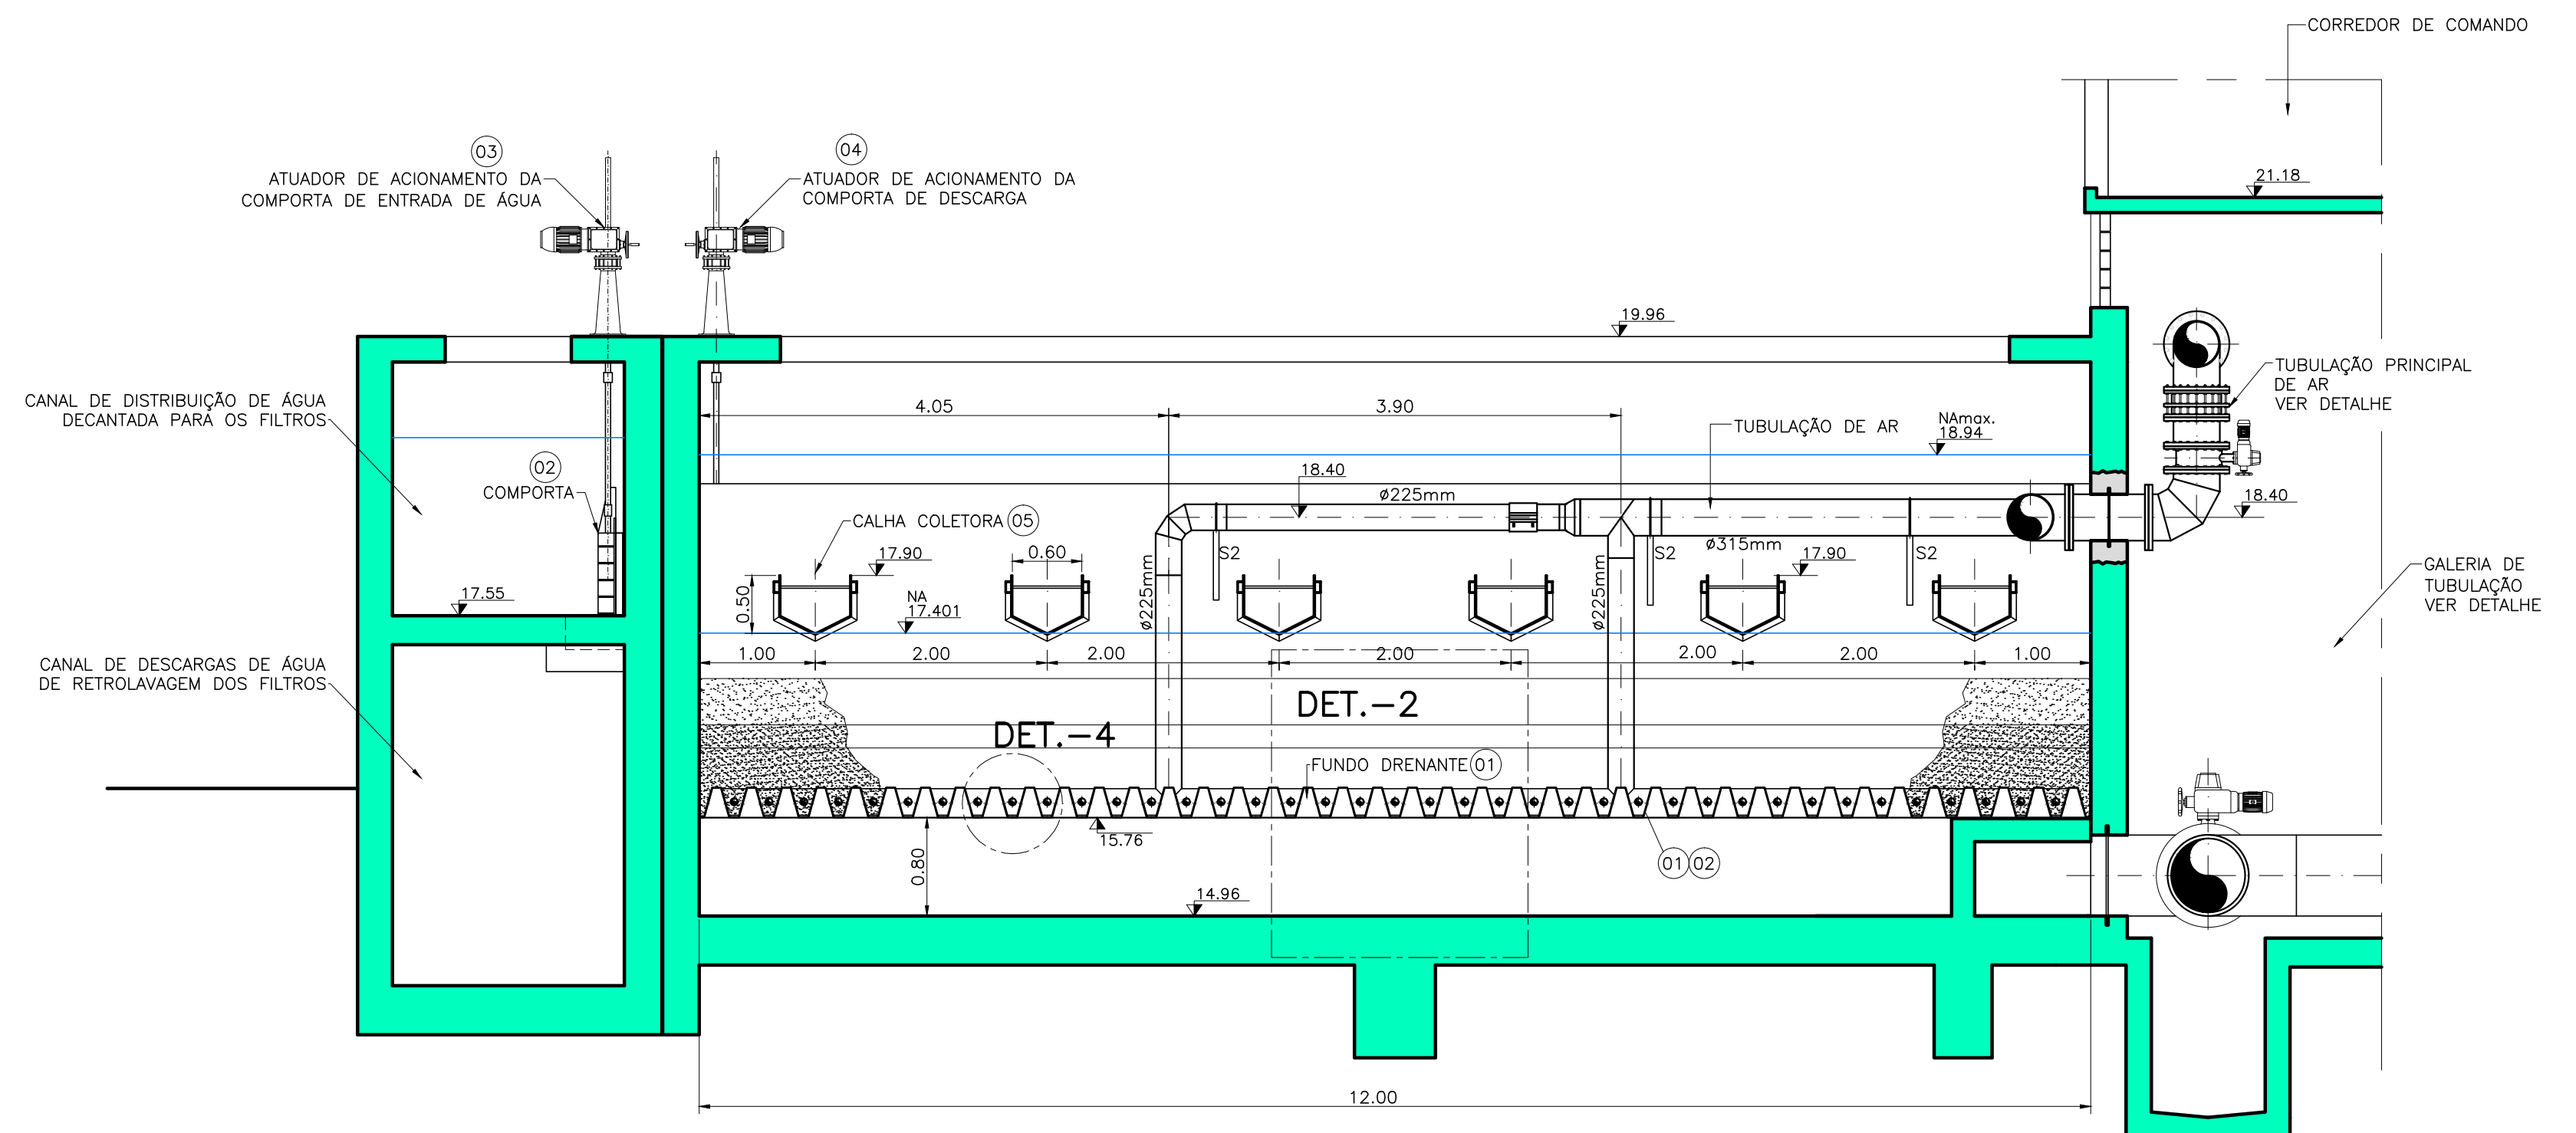 CORREDOR DE COMANDO
03
ATUADOR DE ACIONAMENTO DA
COMPORTA DE ENTRADA DE ÁGUA
04
ATUADOR DE ACIONAMENTO DA
COMPORTA DE DESCARGA
21.18
19.96
TUBULAÇÃO PRINCIPAL
DE AR
VER DETALHE
CANAL DE DISTRIBUIÇÃO DE ÁGUA
DECANTADA PARA OS FILTROS
4.05
3.90
TUBULAÇÃO DE AR
NAmax.
18.94
02
COMPORTA
18.40
ø225mm
18.40
CALHA COLETORA 05
17.90
0.60
S2
ø315mm
S2
17.90
S2
GALERIA DE
TUBULAÇÃO
VER DETALHE
17.55
0.50
NA
17.401
ø225mm
ø225mm
1.00
2.00
2.00
2.00
2.00
2.00
1.00
CANAL DE DESCARGAS DE ÁGUA
DE RETROLAVAGEM DOS FILTROS
DET.-2
DET.-4
FUNDO DRENANTE 01
15.76
0.80
01 02
14.96
12.00